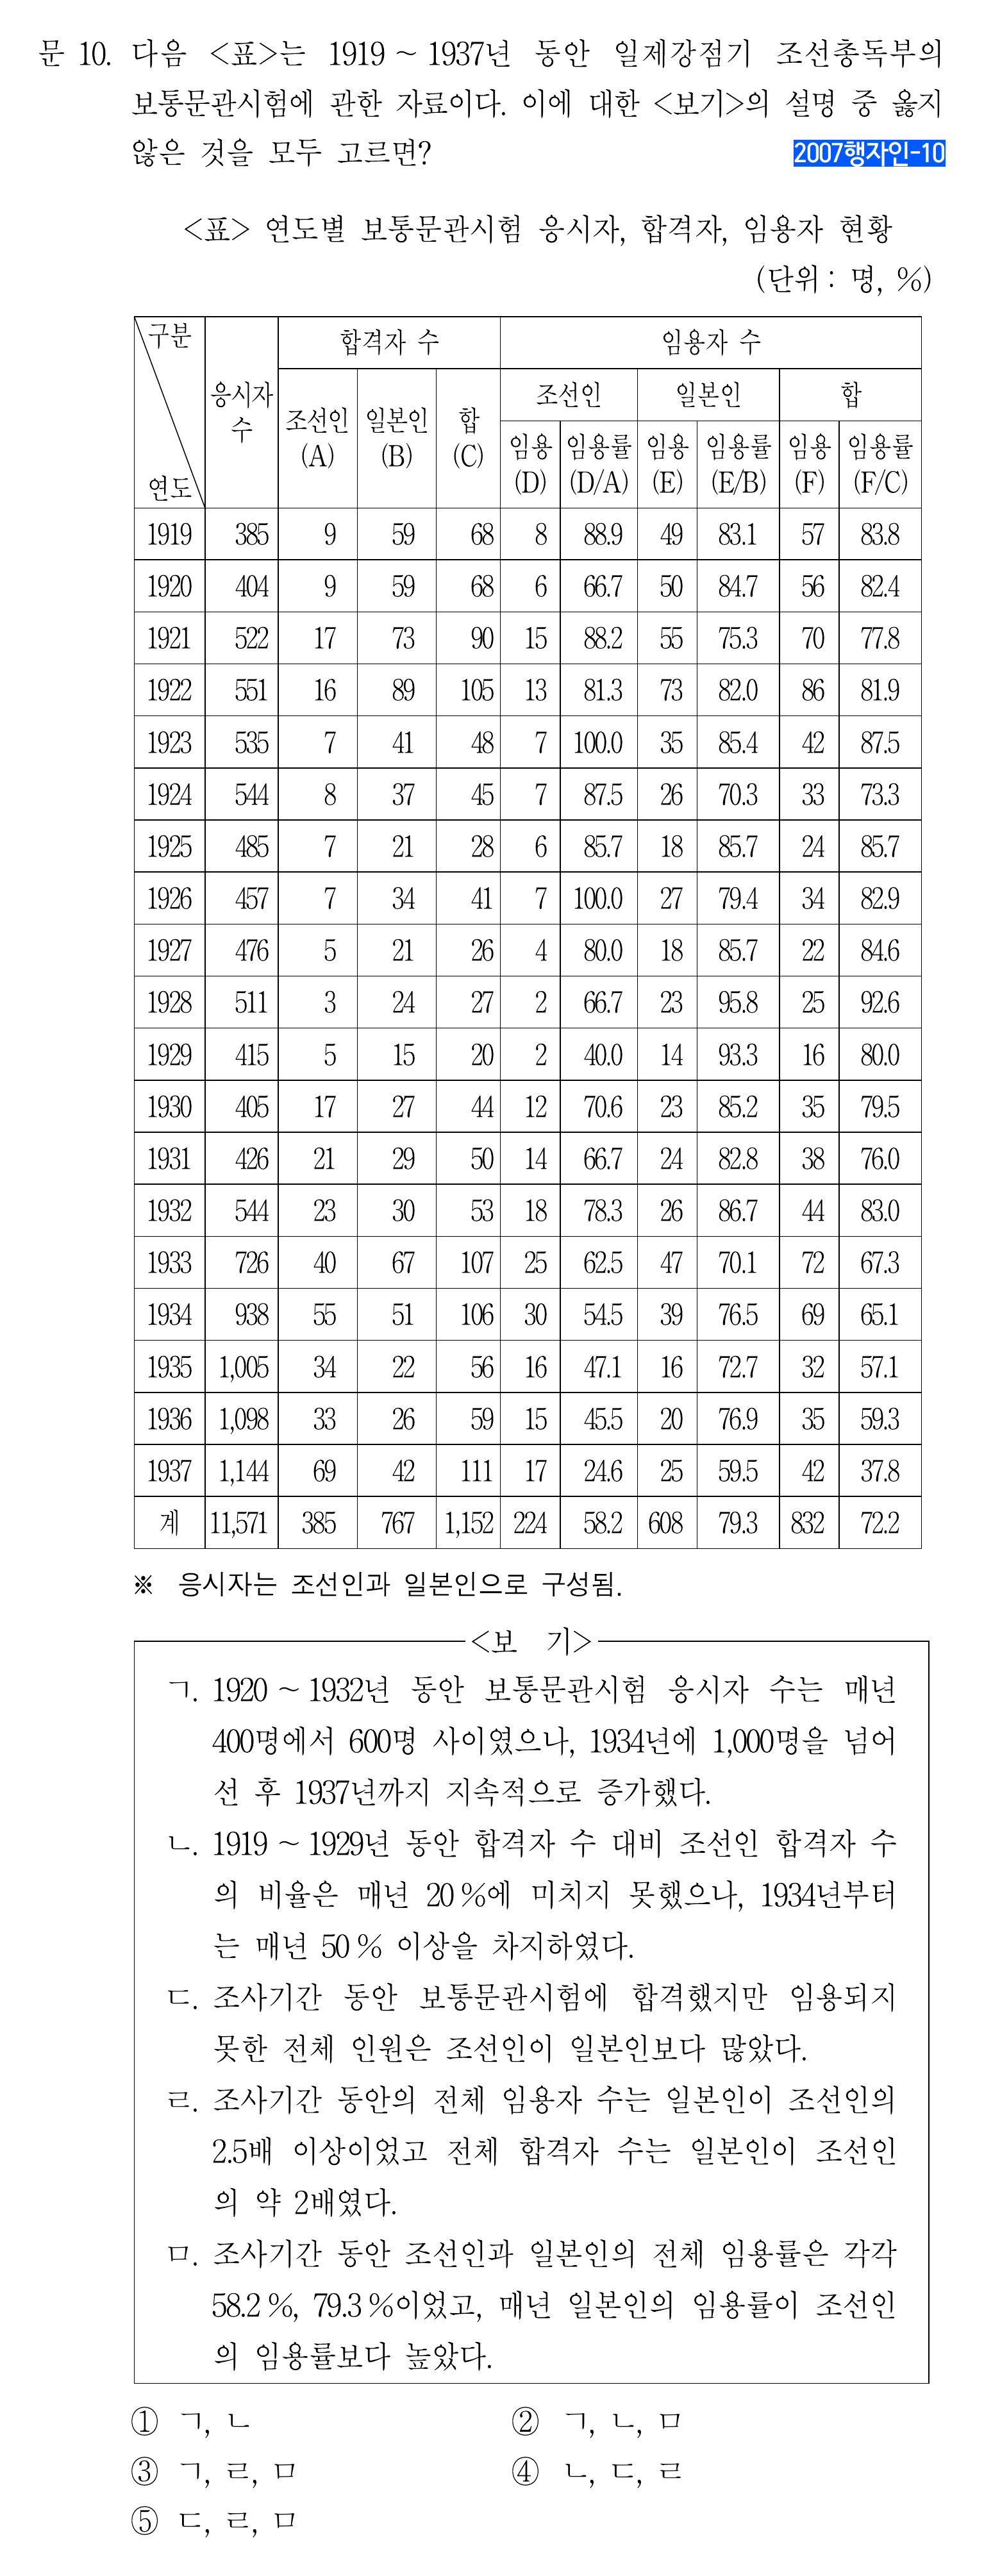 문 10. 다음 <표>는 1919 ~ 1937년 동안 일제강점기 조선총독부의
보통문관시험에 관한 자료이다. 이에 대한 <보기>의 설명 중 옳지
않은 것을 모두 고르면?
2007행자인-10
<표> 연도별 보통문관시험 응시자, 합격자, 임용자 현황
(단위 : 명, %)
구분 연도 응시자 수 합격자 수 임용자 수
조선인 (A) 일본인 (B) 합 (C) 조선인 일본인 합
임용 (D) 임용률 (D/A) 임용 (E) 임용률 (E/B) 임용 (F) 임용률 (F/C)
1919 385 9 59 68 8 88.9 49 83.1 57 83.8
1920 404 9 59 68 6 66.7 50 84.7 56 82.4
1921 522 17 73 90 15 88.2 55 75.3 70 77.8
1922 551 16 89 105 13 81.3 73 82.0 86 81.9
1923 535 7 41 48 7 100.0 35 85.4 42 87.5
1924 544 8 37 45 7 87.5 26 70.3 33 73.3
1925 485 7 21 28 6 85.7 18 85.7 24 85.7
1926 457 7 34 41 7 100.0 27 79.4 34 82.9
1927 476 5 21 26 4 80.0 18 85.7 22 84.6
1928 511 3 24 27 2 66.7 23 95.8 25 92.6
1929 415 5 15 20 2 40.0 14 93.3 16 80.0
1930 405 17 27 44 12 70.6 23 85.2 35 79.5
1931 426 21 29 50 14 66.7 24 82.8 38 76.0
1932 544 23 30 53 18 78.3 26 86.7 44 83.0
1933 726 40 67 107 25 62.5 47 70.1 72 67.3
1934 938 55 51 106 30 54.5 39 76.5 69 65.1
1935 1,005 34 22 56 16 47.1 16 72.7 32 57.1
1936 1,098 33 26 59 15 45.5 20 76.9 35 59.3
1937 1,144 69 42 111 17 24.6 25 59.5 42 37.8
계 11,571 385 767 1,152 224 58.2 608 79.3 832 72.2
※ 응시자는 조선인과 일본인으로 구성됨.
<보 기>
ㄱ. 1920 ~ 1932년 동안 보통문관시험 응시자 수는 매년
400명에서 600명 사이였으나, 1934년에 1,000명을 넘어
선 후 1937년까지 지속적으로 증가했다.
ㄴ. 1919 ~ 1929년 동안 합격자 수 대비 조선인 합격자 수
의 비율은 매년 20 %에 미치지 못했으나, 1934년부터
는 매년 50 % 이상을 차지하였다.
ㄷ. 조사기간 동안 보통문관시험에 합격했지만 임용되지
못한 전체 인원은 조선인이 일본인보다 많았다.
ㄹ. 조사기간 동안의 전체 임용자 수는 일본인이 조선인의
2.5배 이상이었고 전체 합격자 수는 일본인이 조선인
의 약 2배였다.
ㅁ. 조사기간 동안 조선인과 일본인의 전체 임용률은 각각
58.2 %, 79.3 %이었고, 매년 일본인의 임용률이 조선인
의 임용률보다 높았다.
① ㄱ, ㄴ ② ㄱ, ㄴ, ㅁ
③ ㄱ, ㄹ, ㅁ ④ ㄴ, ㄷ, ㄹ
⑤ ㄷ, ㄹ, ㅁ